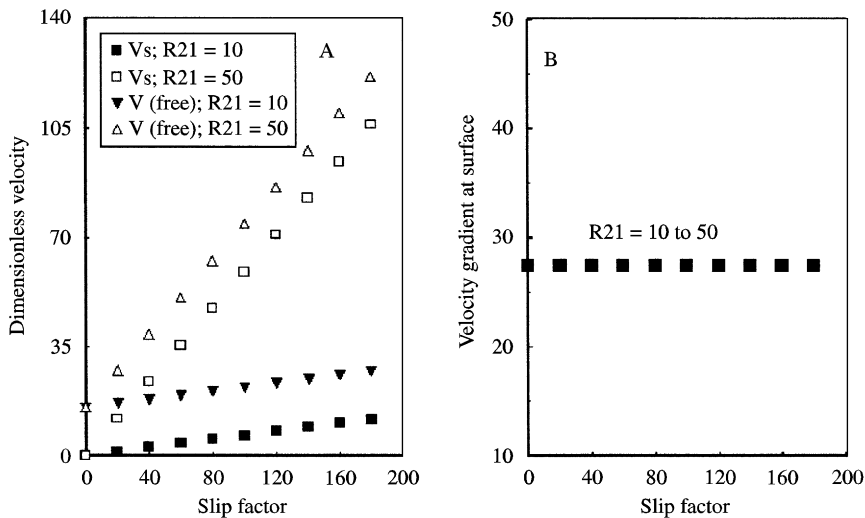 140
105
70
35
0
Dimensionless velocity
Vs; R21 = 10
Vs; R21 = 50
V (free); R21 = 10
V (free); R21 = 50
A
0 40 80 120 160 200
Slip factor
50
40
30
20
10
Velocity gradient at surface
B
R21 = 10 to 50
0 40 80 120 160 200
Slip factor